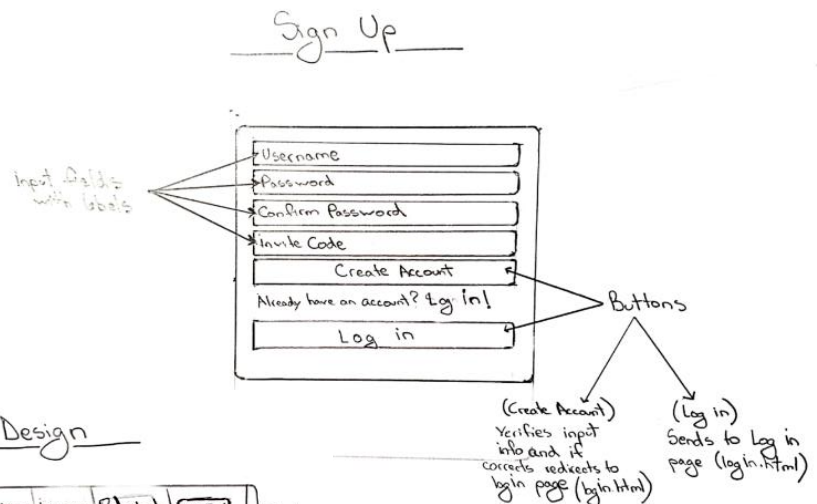 Sign Up
Username
Password
Confirm Password
Invite Code
Create Account
Already have an account? Log in!
Log in
Input fields
with labels
Buttons
(Create Account)
Verifies input
info and if
corrects redirects to
login page (login.html)
(Log in)
Sends to Log in
page (login.html)
Design